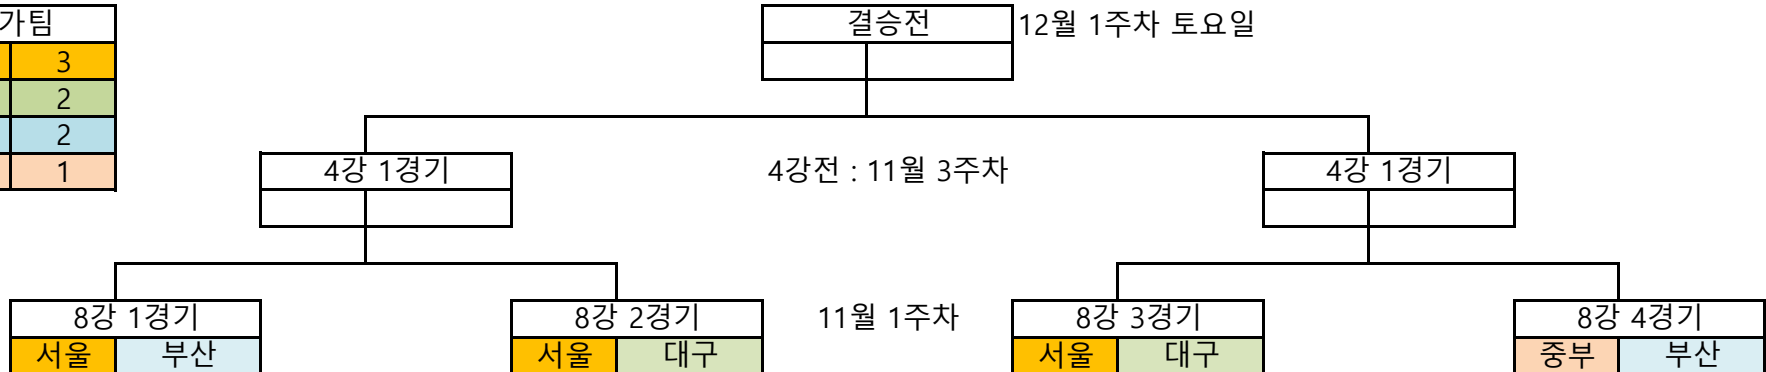 가팀
결승전
12월 1주차 토요일
3
2
2
1
4강 1경기
4강전 : 11월 3주차
4강 1경기
8강 1경기
8강 2경기
11월 1주차
8강 3경기
8강 4경기
서울 부산
서울 대구
서울 대구
중부 부산